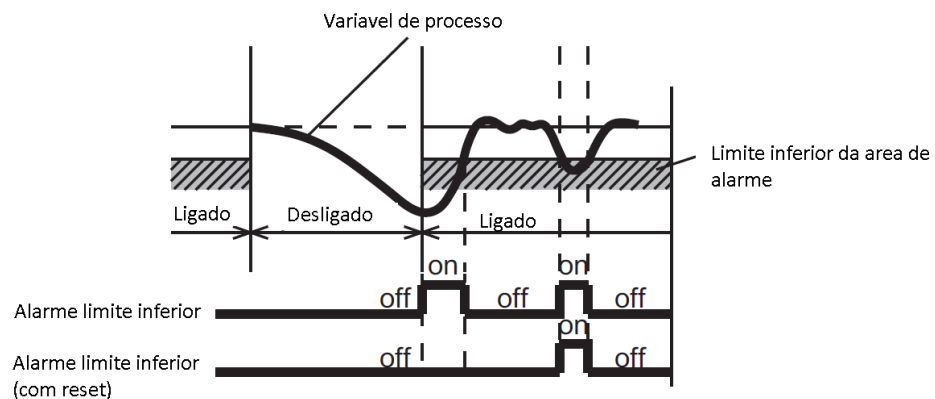 Variavel de processo
Limite inferior da area de
alarme
Ligado
Desligado
Ligado
on
on
Alarme limite inferior
off
off
off
on
Alarme limite inferior
(com reset)
off
off